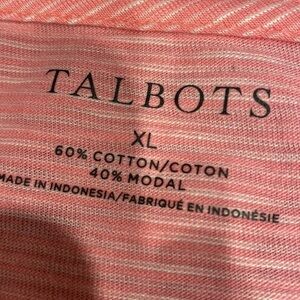 TALBOTS
XL
60% COTTON/COTON
40% MODAL
MADE IN INDONESIA/FABRIQUÉ EN INDONÉSIE